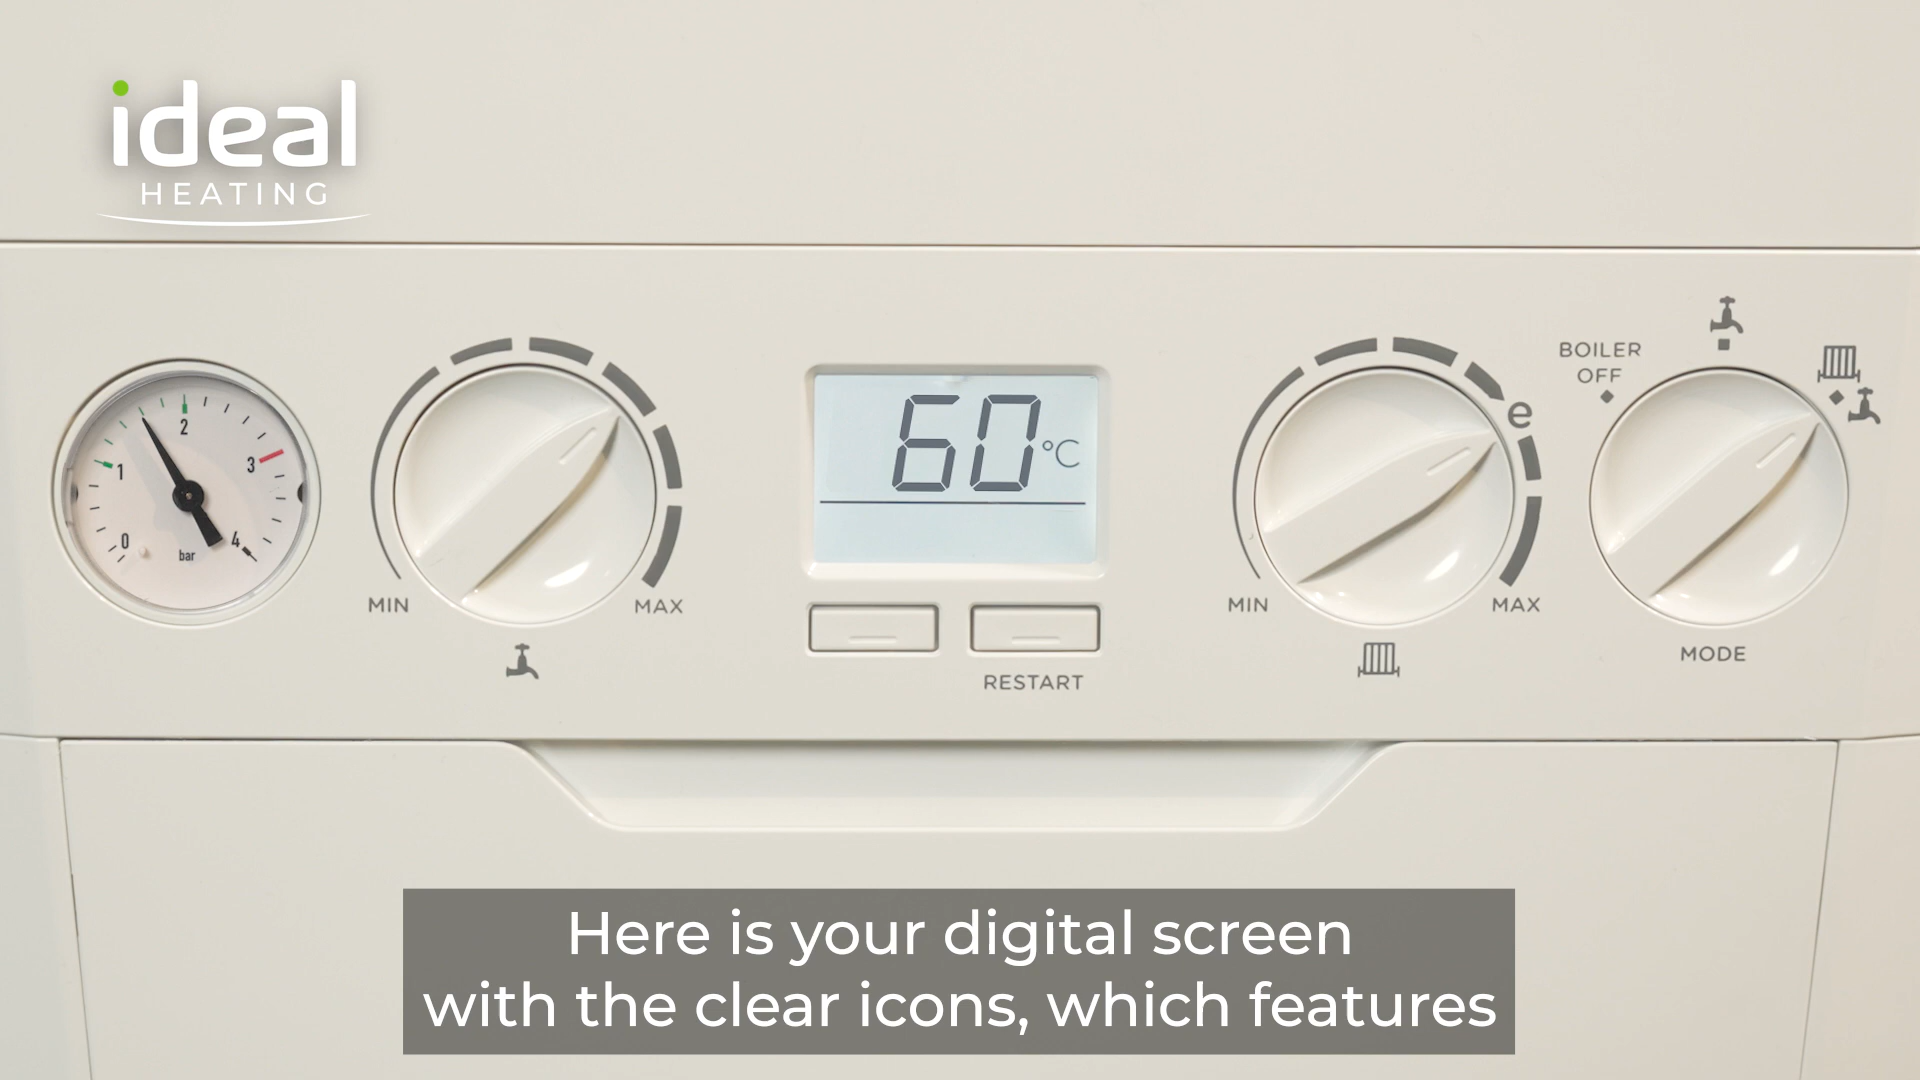 ideal
HEATING
BOILER
OFF
0
1
2
3
4
bar
60°C
e
MIN
MAX
MIN
MAX
RESTART
MODE
Here is your digital screen
with the clear icons, which features